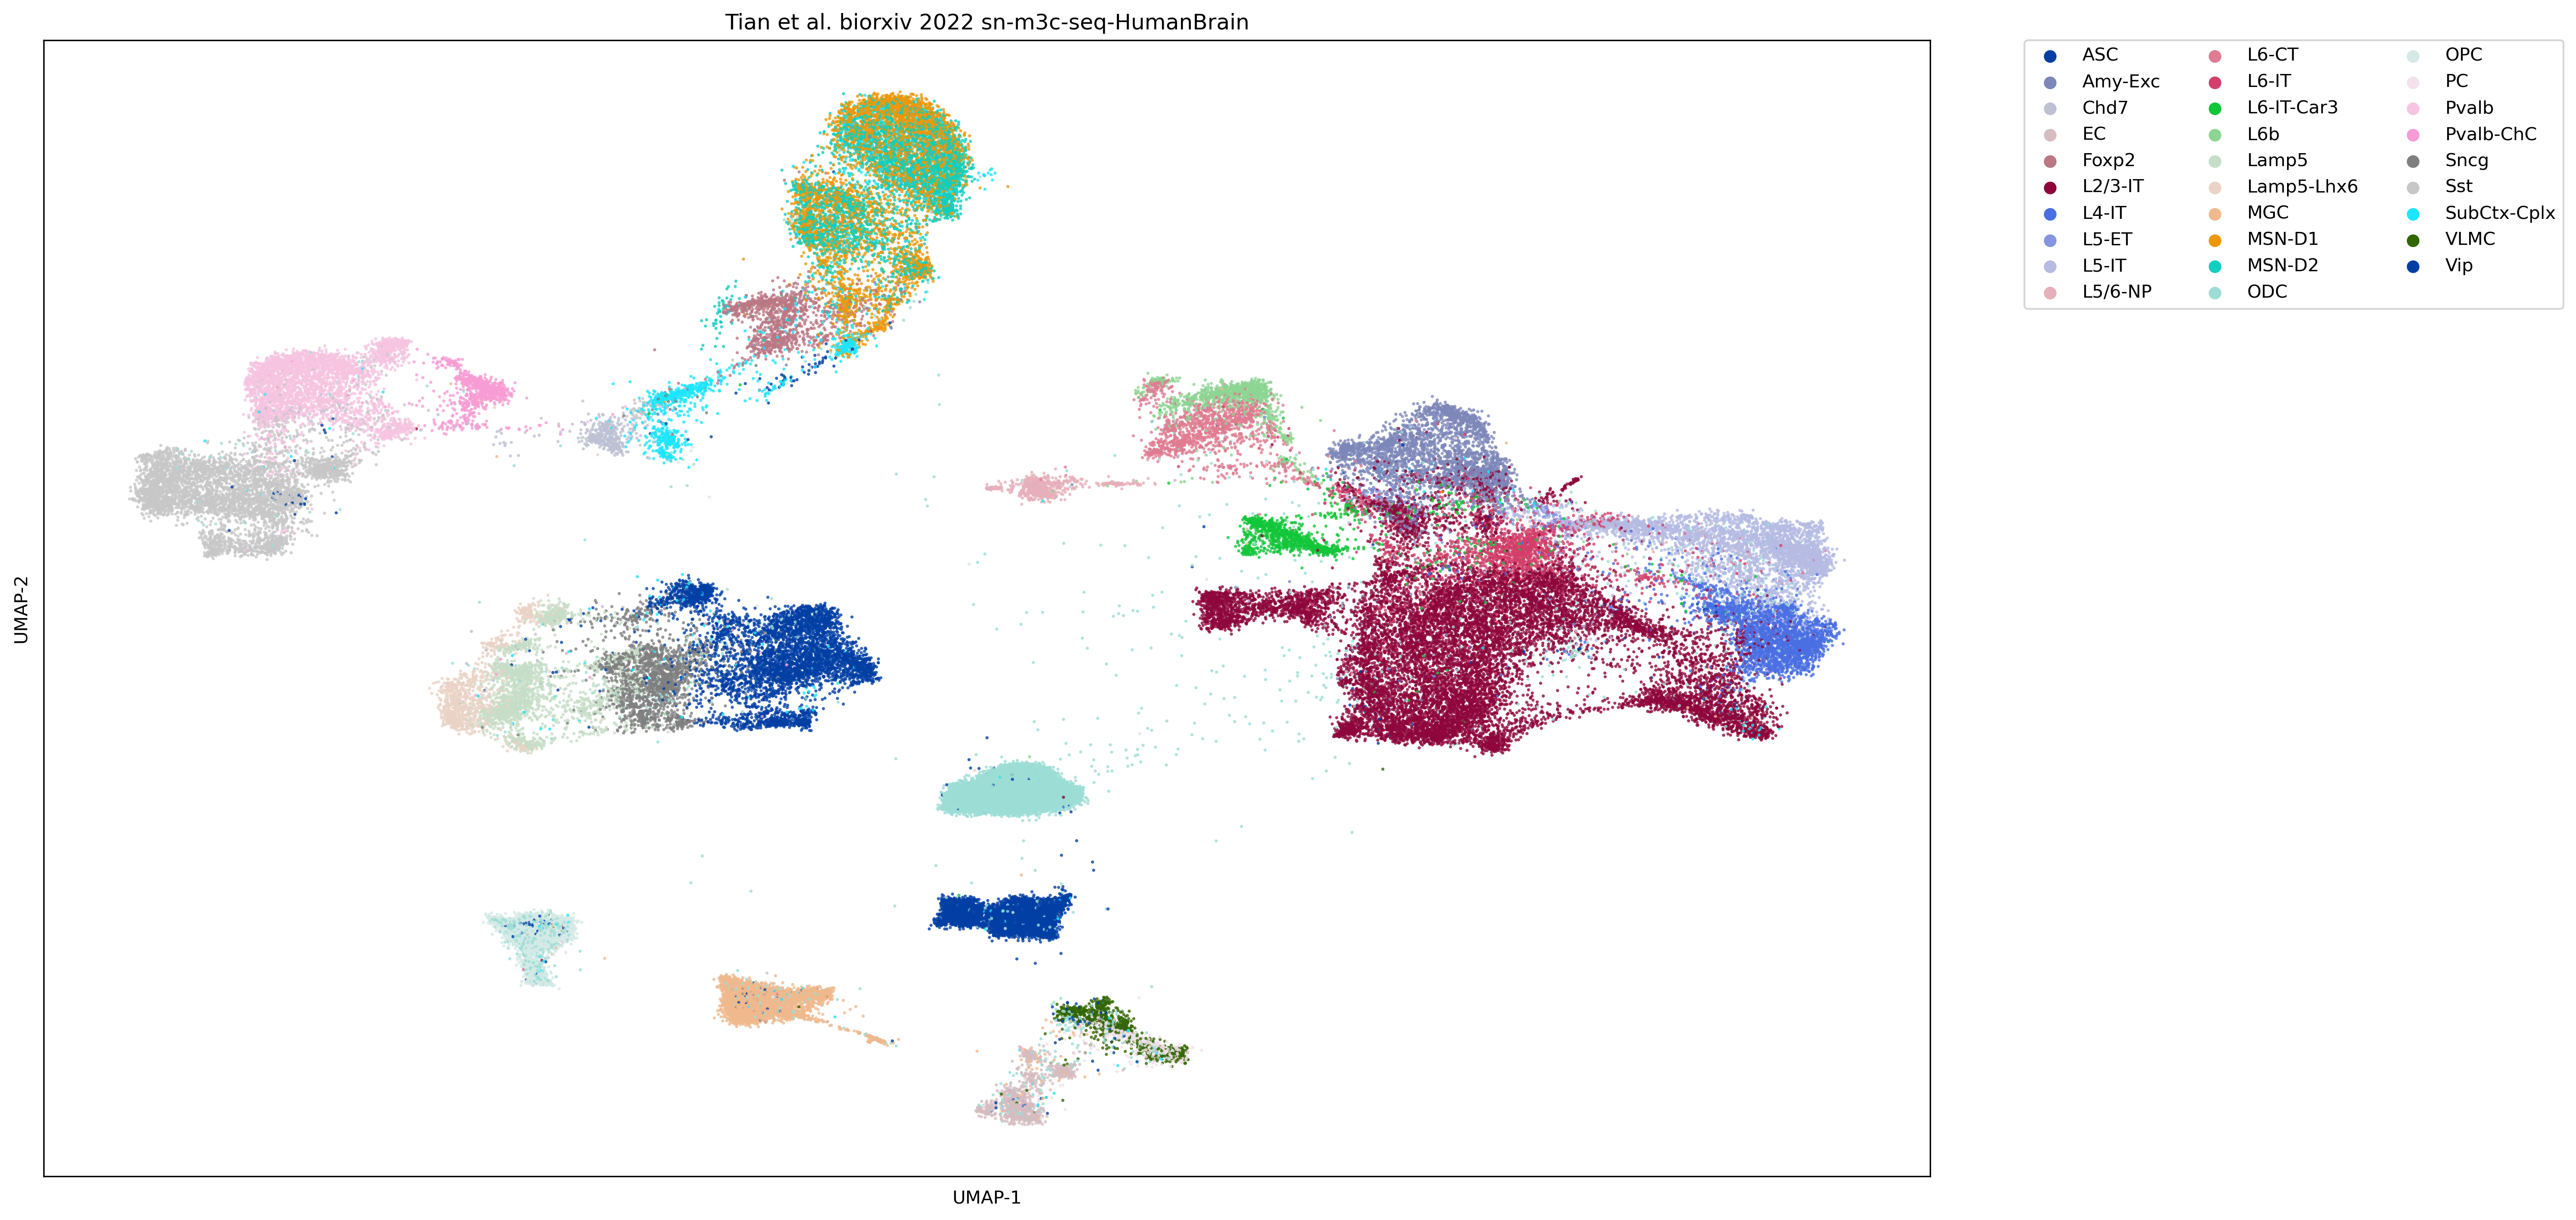 Tian et al. biorxiv 2022 sn-m3c-seq-HumanBrain
UMAP-2
UMAP-1
ASC
Amy-Exc
Chd7
EC
Foxp2
L2/3-IT
L4-IT
L5-ET
L5-IT
L5/6-NP
L6-CT
L6-IT
L6-IT-Car3
L6b
Lamp5
Lamp5-Lhx6
MGC
MSN-D1
MSN-D2
ODC
OPC
PC
Pvalb
Pvalb-ChC
Sncg
Sst
SubCtx-Cplx
VLMC
Vip